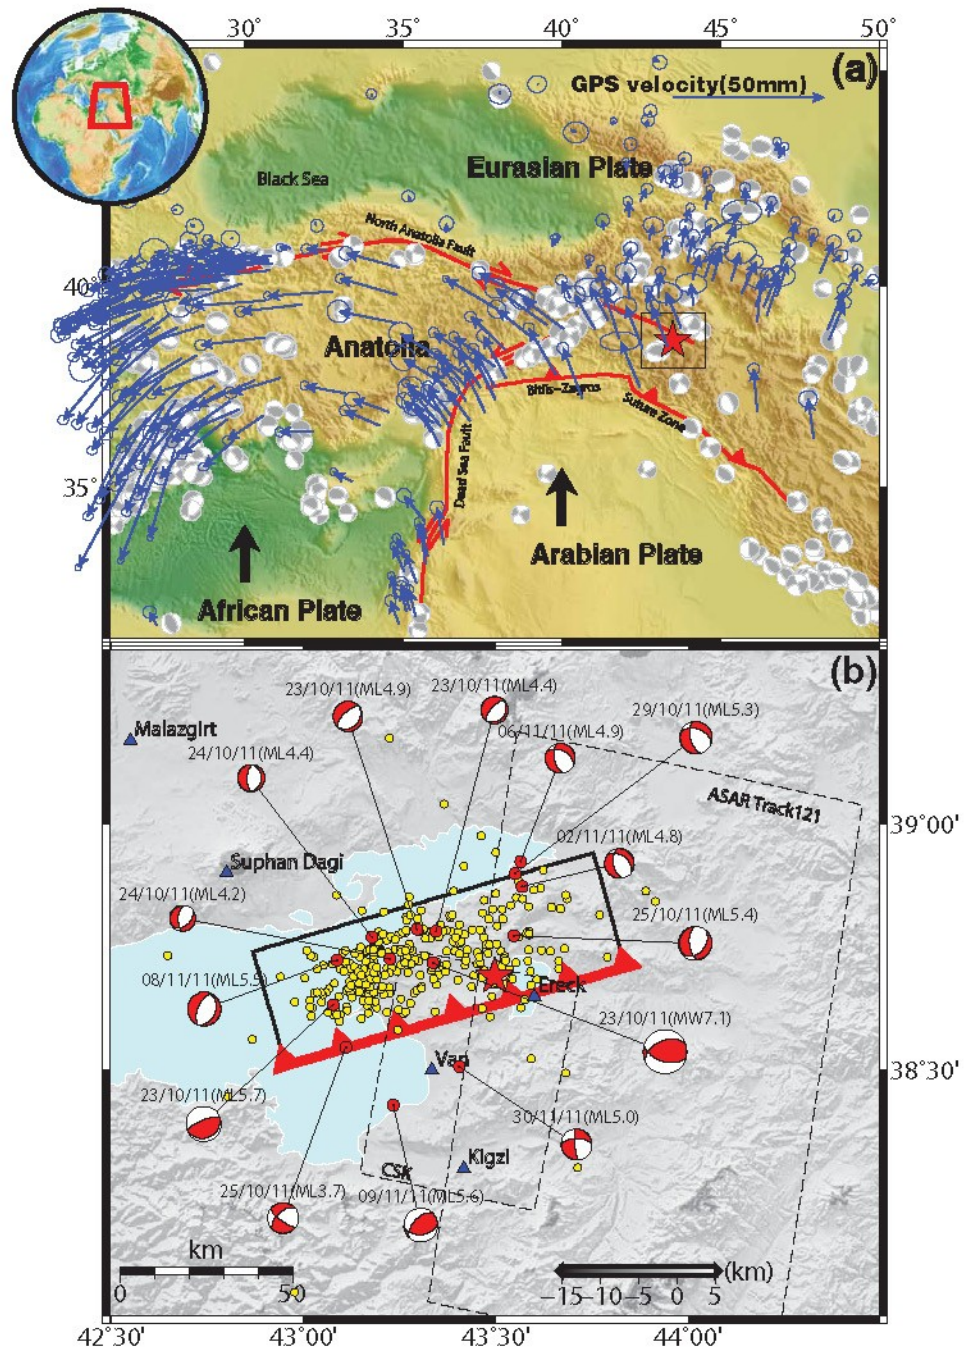 30° 35° 40° 45° 50°
(a)
GPS velocity(50mm)
Eurasian Plate
Black Sea
North Anatolia Fault
40°
Anatolia
Bitlis-Zagros
Suture Zone
Dead Sea Fault
35°
Arabian Plate
African Plate
(b)
23/10/11(ML4.9)
23/10/11(ML4.4)
29/10/11(ML5.3)
06/11/11(ML4.9)
Malazgirt
24/10/11(ML4.4)
ASAR Track121
39°00'
02/11/11(ML4.8)
Suphan Dagi
24/10/11(ML4.2)
25/10/11(ML5.4)
08/11/11(ML5.5)
Ereck
23/10/11(MW7.1)
Van
38°30'
23/10/11(ML5.7)
30/11/11(ML5.0)
Kigzi
CSK
25/10/11(ML3.7)
09/11/11(ML5.6)
km
0 50
(km)
−15−10−5 0 5
42°30' 43°00' 43°30' 44°00'